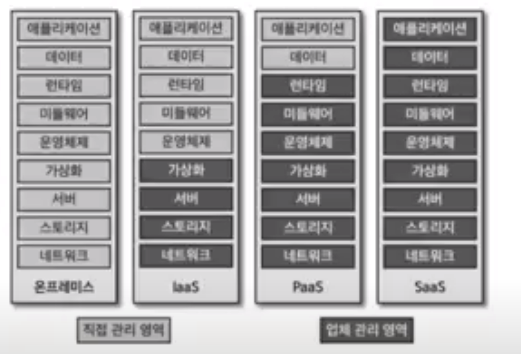 애플리케이션 애플리케이션 애플리케이션 애플리케이션
데이터 데이터 데이터 데이터
런타임 런타임 런타임 런타임
미들웨어 미들웨어 미들웨어 미들웨어
운영체제 운영체제 운영체제 운영체제
가상화 가상화 가상화 가상화
서버 서버 서버 서버
스토리지 스토리지 스토리지 스토리지
네트워크 네트워크 네트워크 네트워크
온프레미스 IaaS PaaS SaaS
직접 관리 영역 업체 관리 영역